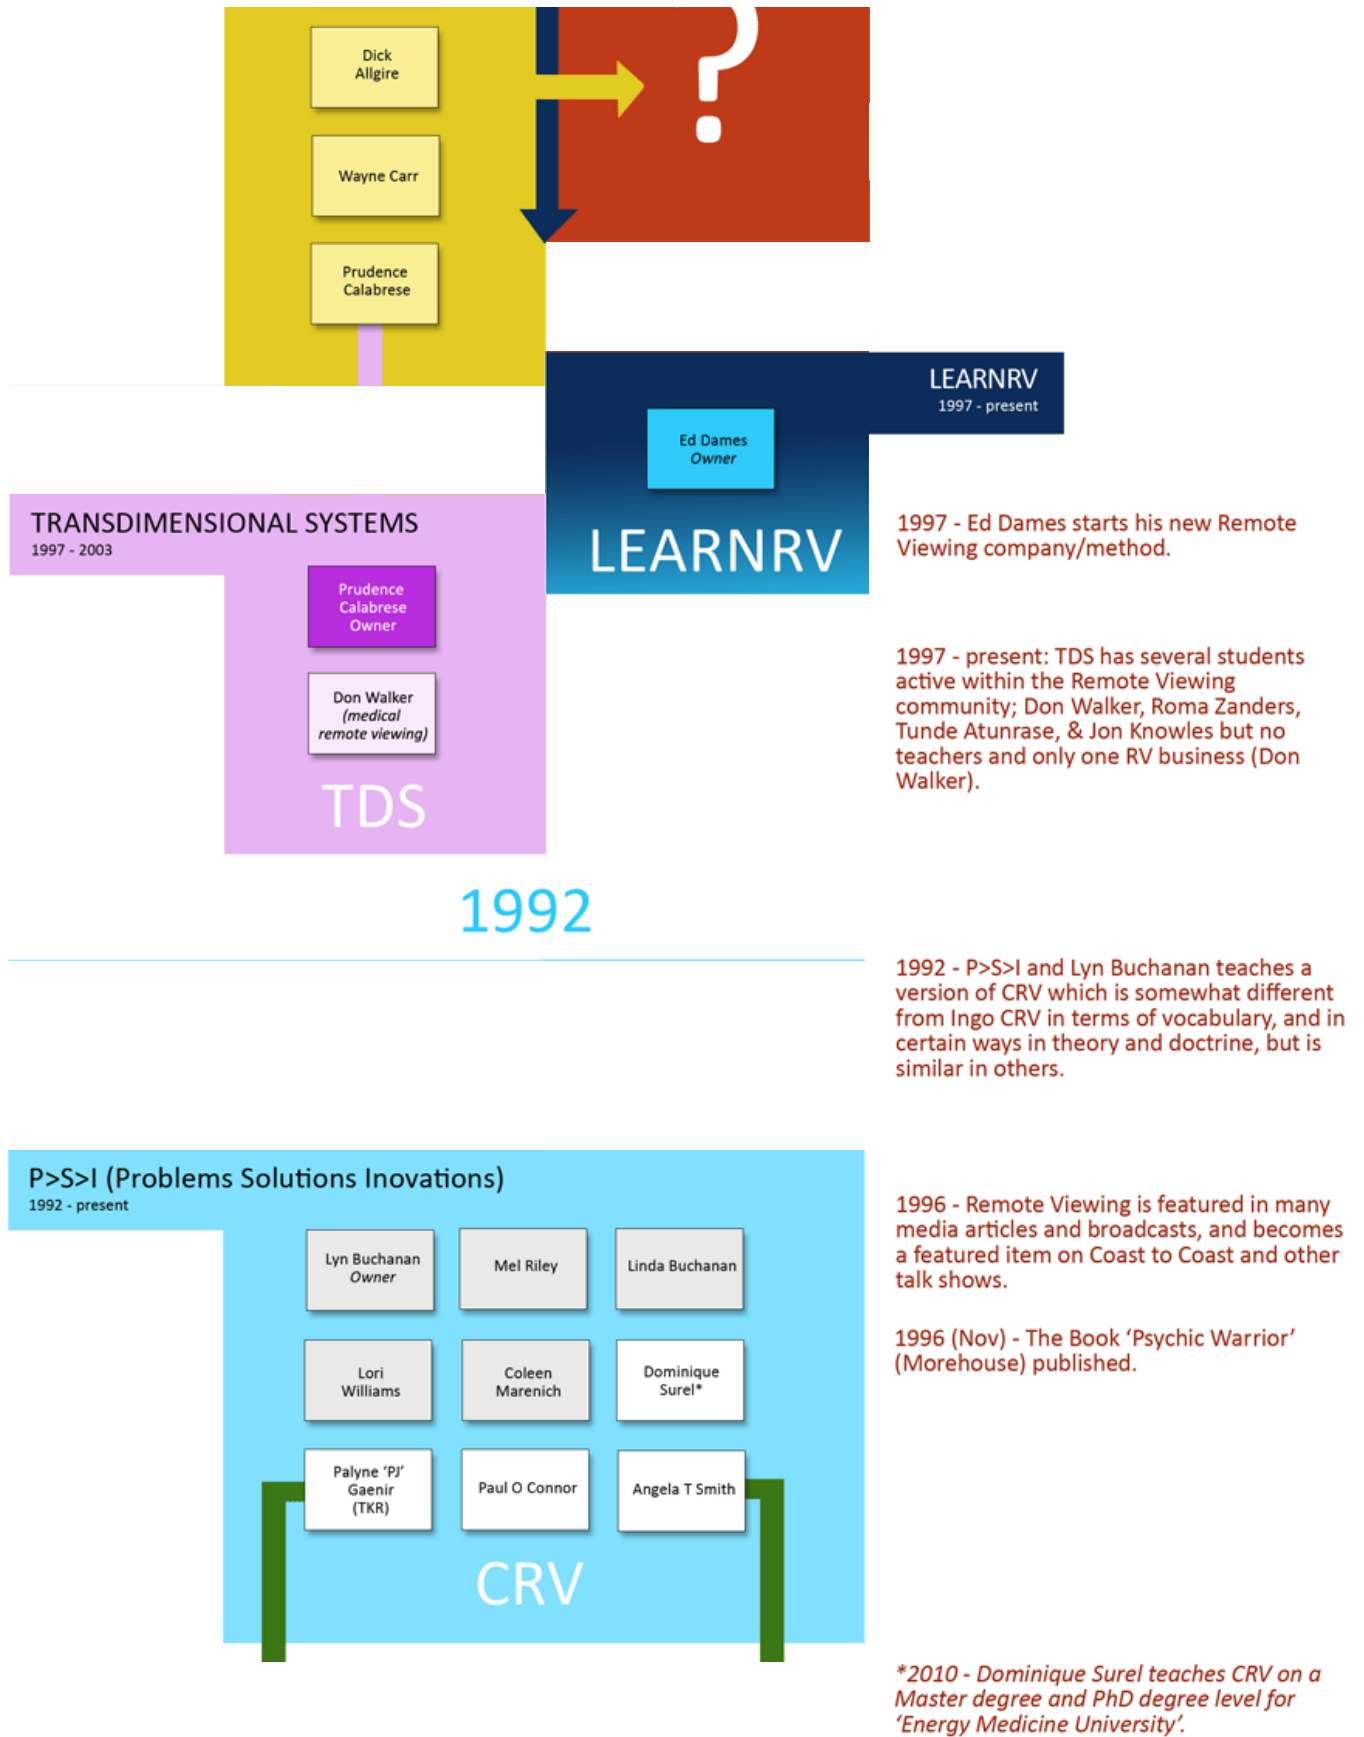 Dick
Allgire
?
Wayne Carr
Prudence
Calabrese
LEARNRV
1997 - present
Ed Dames
Owner
LEARNRV
1997 - Ed Dames starts his new Remote
Viewing company/method.
TRANSDIMENSIONAL SYSTEMS
1997 - 2003
Prudence
Calabrese
Owner
Don Walker
(medical
remote viewing)
TDS
1997 - present: TDS has several students
active within the Remote Viewing
community; Don Walker, Roma Zanders,
Tunde Atunrase, & Jon Knowles but no
teachers and only one RV business (Don
Walker).
1992
1992 - P>S>I and Lyn Buchanan teaches a
version of CRV which is somewhat different
from Ingo CRV in terms of vocabulary, and in
certain ways in theory and doctrine, but is
similar in others.
P>S>I (Problems Solutions Inovations)
1992 - present
Lyn Buchanan
Owner
Mel Riley
Linda Buchanan
Lori
Williams
Coleen
Marenich
Dominique
Surel*
Palyne ‘PJ’
Gaenir
(TKR)
Paul O Connor
Angela T Smith
CRV
1996 - Remote Viewing is featured in many
media articles and broadcasts, and becomes
a featured item on Coast to Coast and other
talk shows.
1996 (Nov) - The Book ‘Psychic Warrior’
(Morehouse) published.
*2010 - Dominique Surel teaches CRV on a
Master degree and PhD degree level for
‘Energy Medicine University’.